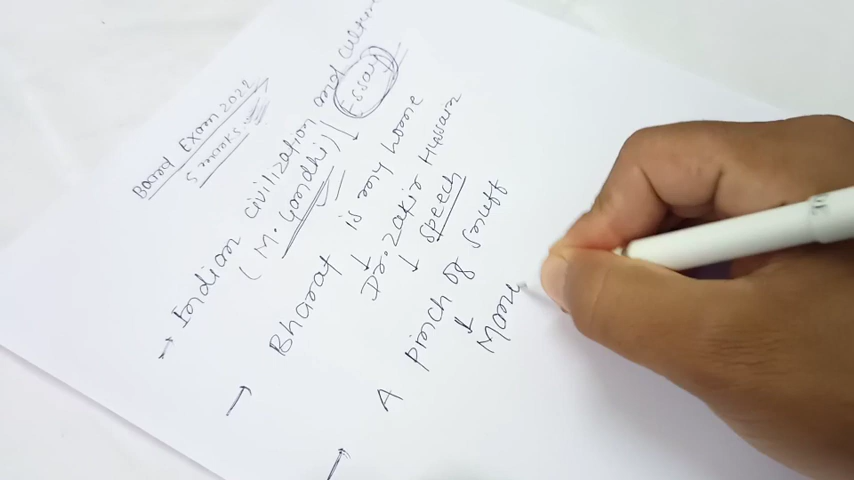 Board Exam 2022
5 marks.
→ Indian civilization and culture
(M. Gandhi) ↓ Essay
→ Bharat is my home
↓
Dr. Zakir Hussain
↓ Speech
→ A Pinch of snuff
↓
Mano